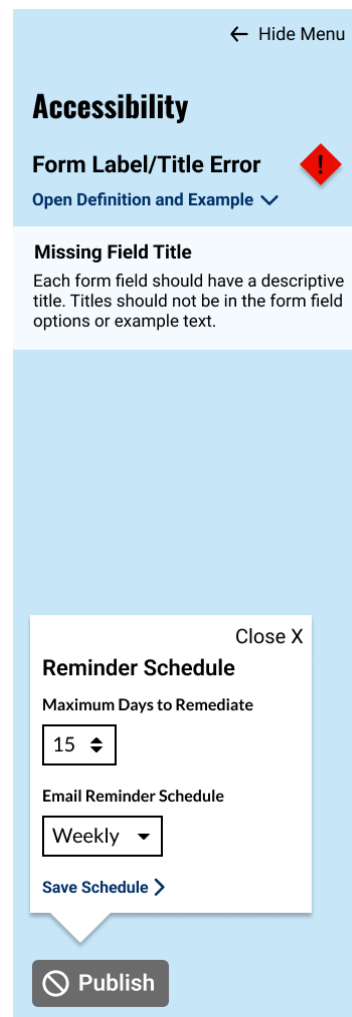 Hide Menu
Accessibility
Form Label/Title Error
!
Open Definition and Example
Missing Field Title
Each form field should have a descriptive
title. Titles should not be in the form field
options or example text.
Close X
Reminder Schedule
Maximum Days to Remediate
15
Email Reminder Schedule
Weekly
Save Schedule
Publish